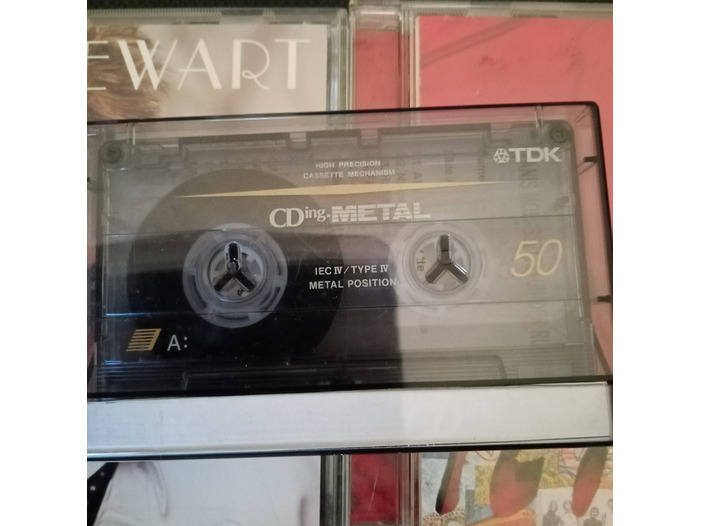 EWART
TDK
HIGH PRECISION
CASSETTE MECHANISM
CDing-METAL
IEC IV/TYPE IV
METAL POSITION
50
A: